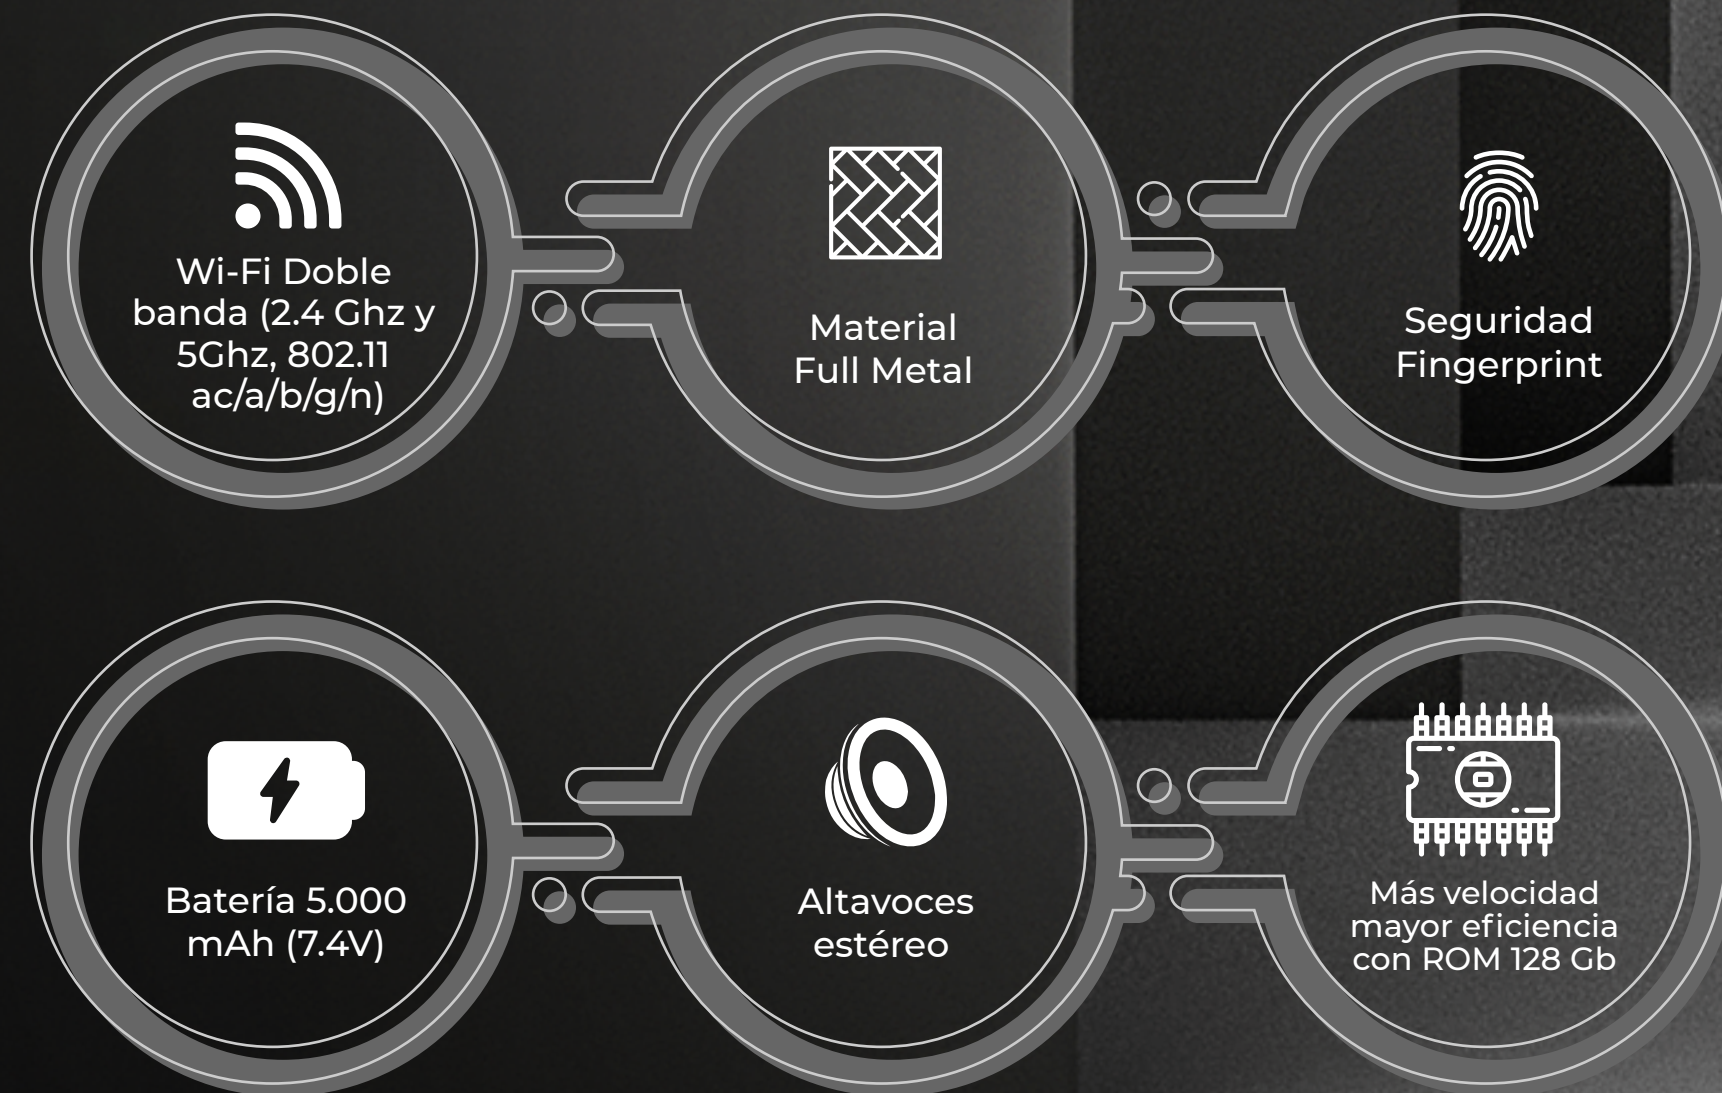 Wi-Fi Doble
banda (2.4 Ghz y
5Ghz, 802.11
ac/a/b/g/n)
Material
Full Metal
Seguridad
Fingerprint
Batería 5.000
mAh (7.4V)
Altavoces
estéreo
Más velocidad
mayor eficiencia
con ROM 128 Gb